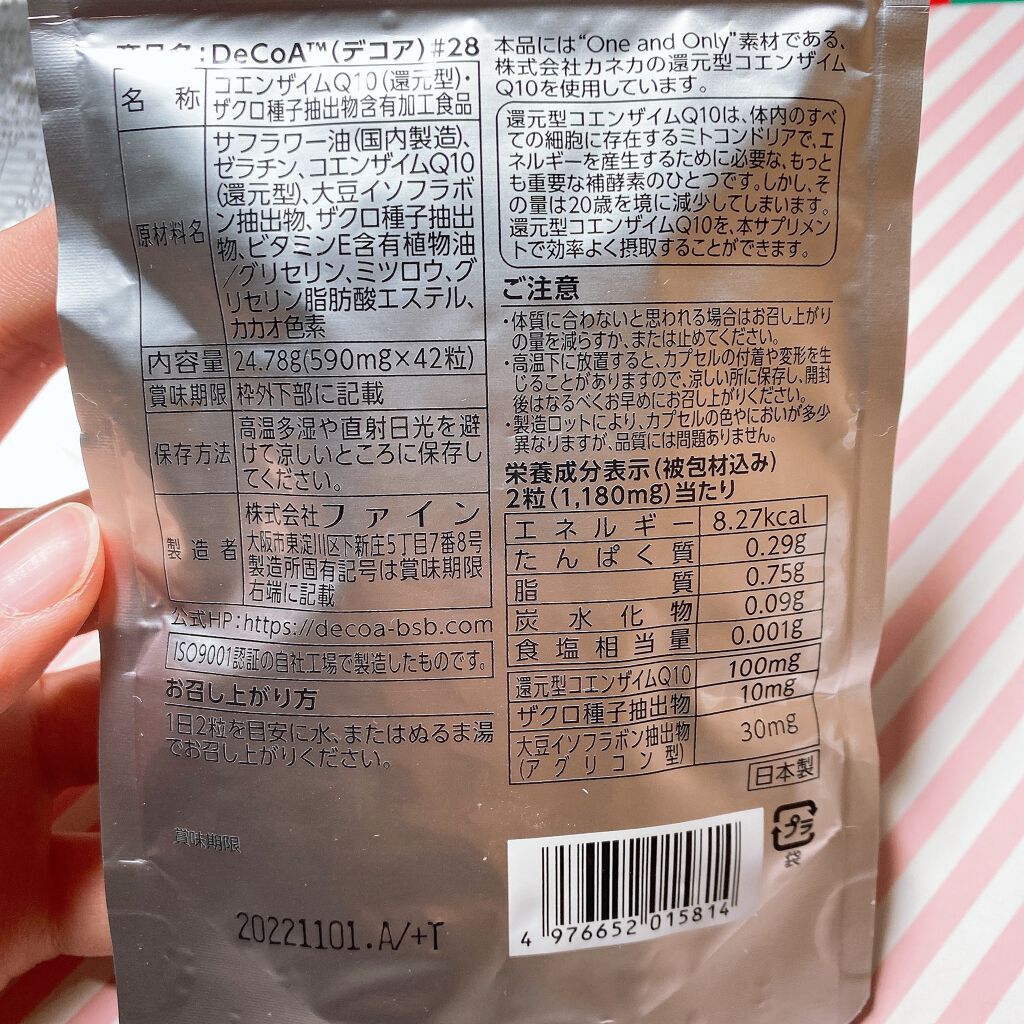 商品名：DeCoA™(デコア)#28
名称
コエンザイムQ10(還元型)・
ザクロ種子抽出物含有加工食品
原材料名
サフラワー油(国内製造)、
ゼラチン、コエンザイムQ10
(還元型)、大豆イソフラボ
ン抽出物、ザクロ種子抽出
物、ビタミンE含有植物油
/グリセリン、ミツロウ、グ
リセリン脂肪酸エステル、
カカオ色素
内容量 24.78g(590mg×42粒)
賞味期限 枠外下部に記載
保存方法
高温多湿や直射日光を避
けて涼しいところに保存し
てください。
製造者
株式会社ファイン
大阪市東淀川区下新庄5丁目7番8号
製造所固有記号は賞味期限
右端に記載
公式HP：https://decoa-bsb.com
ISO9001認証の自社工場で製造したものです。
お召し上がり方
1日2粒を目安に水、またはぬるま湯
でお召し上がりください。
賞味期限
20221101.A/+T
本品には“One and Only”素材である、
株式会社カネカの還元型コエンザイム
Q10を使用しています。
還元型コエンザイムQ10は、体内のすべ
ての細胞に存在するミトコンドリアで、エ
ネルギーを産生するために必要な、もっと
も重要な補酵素のひとつです。しかし、そ
の量は20歳を境に減少してしまいます。
還元型コエンザイムQ10を、本サプリメン
トで効率よく摂取することができます。
ご注意
・体質に合わないと思われる場合はお召し上がり
の量を減らすか、または止めてください。
・高温下に放置すると、カプセルの付着や変形を生
じることがありますので、涼しい所に保存し、開封
後はなるべくお早めにお召し上がりください。
・製造ロットにより、カプセルの色やにおいが多少
異なりますが、品質には問題ありません。
栄養成分表示(被包材込み)
2粒(1,180mg)当たり
エネルギー 8.27kcal
たんぱく質 0.29g
脂質 0.75g
炭水化物 0.09g
食塩相当量 0.001g
還元型コエンザイムQ10 100mg
ザクロ種子抽出物 10mg
大豆イソフラボン抽出物 30mg
(アグリコン型)
日本製
プラ
袋
4 976652 015814